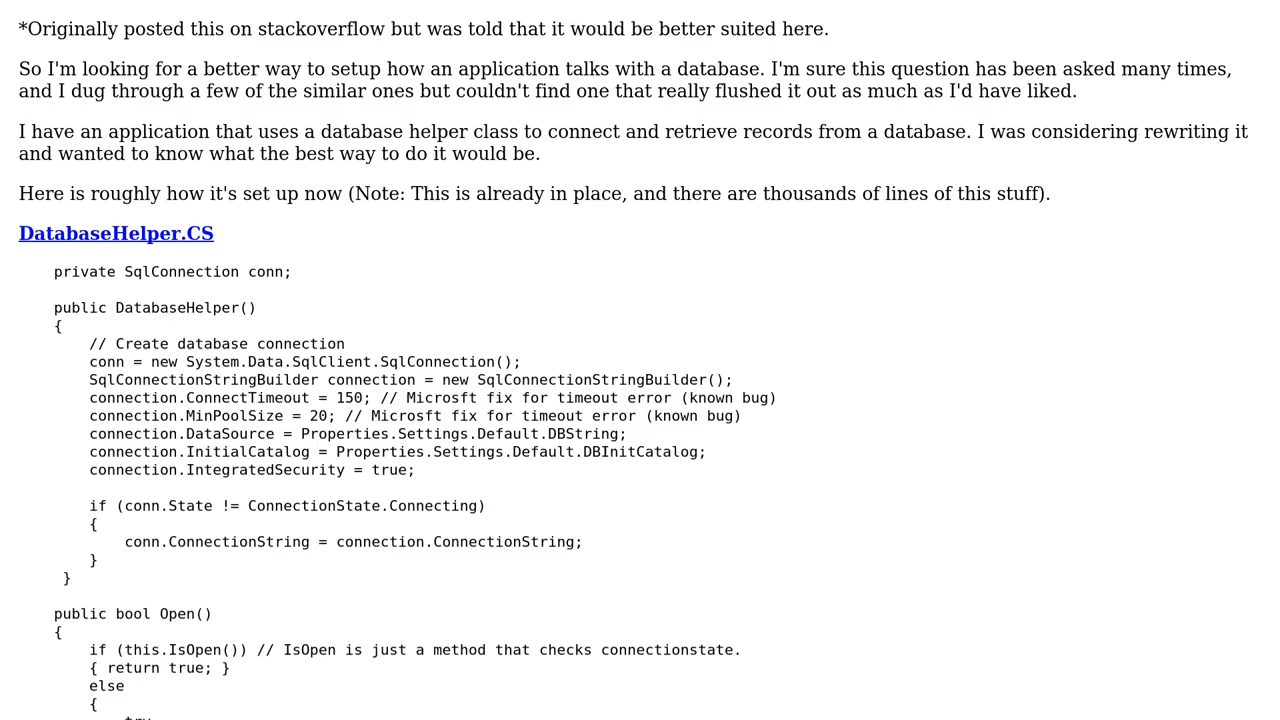 *Originally posted this on stackoverflow but was told that it would be better suited here.
So I'm looking for a better way to setup how an application talks with a database. I'm sure this question has been asked many times,
and I dug through a few of the similar ones but couldn't find one that really flushed it out as much as I'd have liked.
I have an application that uses a database helper class to connect and retrieve records from a database. I was considering rewriting it
and wanted to know what the best way to do it would be.
Here is roughly how it's set up now (Note: This is already in place, and there are thousands of lines of this stuff).
DatabaseHelper.CS
private SqlConnection conn;
public DatabaseHelper()
{
// Create database connection
conn = new System.Data.SqlClient.SqlConnection();
SqlConnectionStringBuilder connection = new SqlConnectionStringBuilder();
connection.ConnectTimeout = 150; // Microsft fix for timeout error (known bug)
connection.MinPoolSize = 20; // Microsft fix for timeout error (known bug)
connection.DataSource = Properties.Settings.Default.DBString;
connection.InitialCatalog = Properties.Settings.Default.DBInitCatalog;
connection.IntegratedSecurity = true;
if (conn.State != ConnectionState.Connecting)
{
conn.ConnectionString = connection.ConnectionString;
}
}
public bool Open()
{
if (this.IsOpen()) // IsOpen is just a method that checks connectionstate.
{ return true; }
else
{